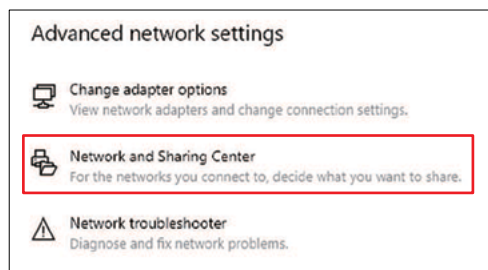 Advanced network settings
Change adapter options
View network adapters and change connection settings.
Network and Sharing Center
For the networks you connect to, decide what you want to share.
Network troubleshooter
Diagnose and fix network problems.